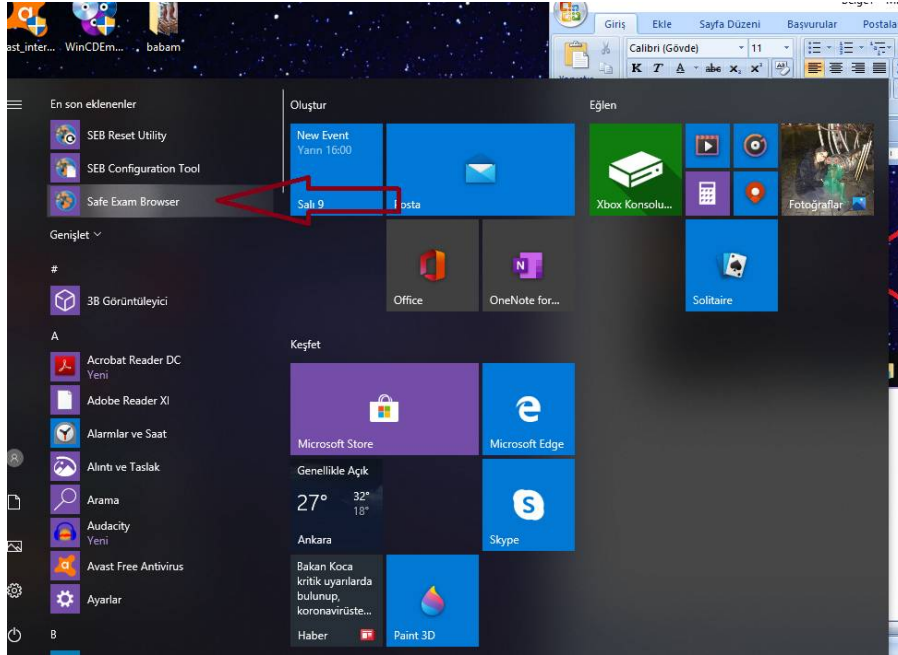 ast_inter...
WinCDEm...
babam
Giriş
Ekle
Sayfa Düzeni
Başvurular
Postala
Calibri (Gövde)
11
K T A abe x₂ x²
En son eklenenler
SEB Reset Utility
SEB Configuration Tool
Safe Exam Browser
Genişlet
#
3B Görüntüleyici
A
Acrobat Reader DC
Yeni
Adobe Reader XI
Alarmlar ve Saat
Alıntı ve Taslak
Arama
Audacity
Yeni
Avast Free Antivirus
Ayarlar
B
Oluştur
New Event
Yarın 16:00
Salı 9
Posta
Office
OneNote for...
Keşfet
Microsoft Store
Microsoft Edge
Genellikle Açık
27° 32°
18°
Ankara
Skype
Bakan Koca
kritik uyarılarda
bulunup,
koronavirüste...
Haber
Paint 3D
Eğlen
Xbox Konsolu...
Fotoğraflar
Solitaire